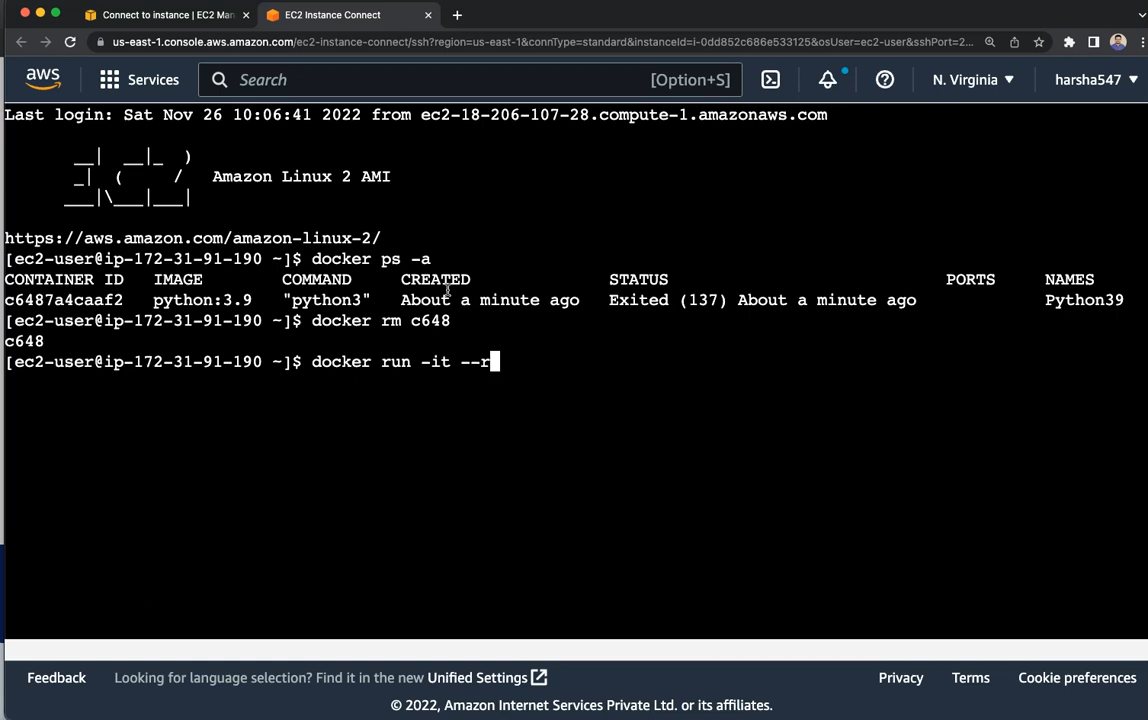 Connect to instance | EC2 Man
EC2 Instance Connect
us-east-1.console.aws.amazon.com/ec2-instance-connect/ssh?region=us-east-1&connType=standard&instanceId=i-0dd852c686e533125&osUser=ec2-user&sshPort=2...
aws Services Search [Option+S] N. Virginia harsha547
Last login: Sat Nov 26 10:06:41 2022 from ec2-18-206-107-28.compute-1.amazonaws.com
__| __|_ )
_| ( /
___|\___|___|
Amazon Linux 2 AMI
https://aws.amazon.com/amazon-linux-2/
[ec2-user@ip-172-31-91-190 ~]$ docker ps -a
CONTAINER ID IMAGE COMMAND CREATED STATUS PORTS NAMES
c6487a4caaf2 python:3.9 "python3" About a minute ago Exited (137) About a minute ago Python39
[ec2-user@ip-172-31-91-190 ~]$ docker rm c648
c648
[ec2-user@ip-172-31-91-190 ~]$ docker run -it --r
Feedback Looking for language selection? Find it in the new Unified Settings Privacy Terms Cookie preferences
© 2022, Amazon Internet Services Private Ltd. or its affiliates.